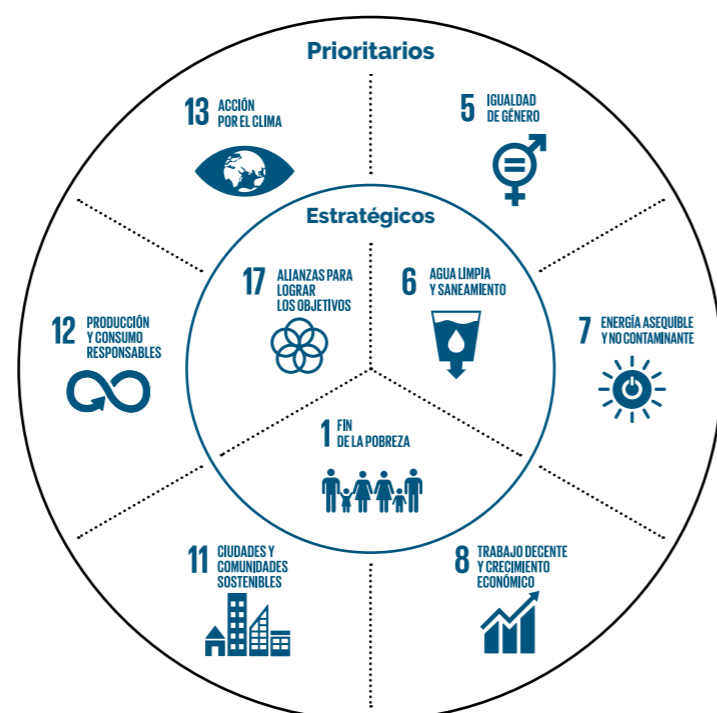 Prioritarios
13 ACCIÓN
POR EL CLIMA
5 IGUALDAD
DE GÉNERO
Estratégicos
17 ALIANZAS PARA
LOGRAR
LOS OBJETIVOS
6 AGUA LIMPIA
Y SANEAMIENTO
12 PRODUCCIÓN
Y CONSUMO
RESPONSABLES
7 ENERGÍA ASEQUIBLE
Y NO CONTAMINANTE
1 FIN
DE LA POBREZA
11 CIUDADES Y
COMUNIDADES
SOSTENIBLES
8 TRABAJO DECENTE
Y CRECIMIENTO
ECONÓMICO